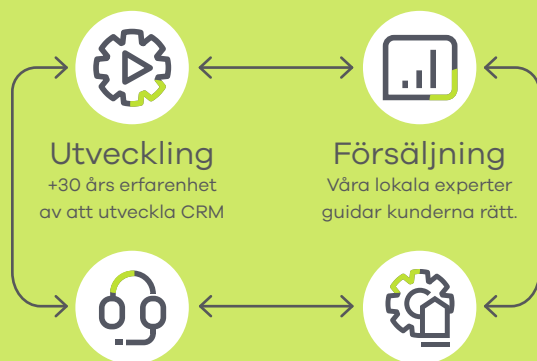 Utveckling
+30 års erfarenhet
av att utveckla CRM
Försäljning
Våra lokala experter
guidar kunderna rätt.